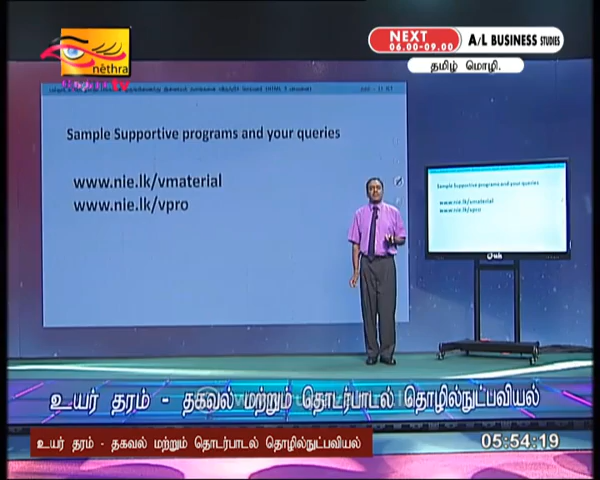 NEXT
06.00-09.00
A/L BUSINESS STUDIES
தமிழ் மொழி.
nēthra
Sample Supportive programs and your queries
www.nie.lk/vmaterial
www.nie.lk/vpro
Sample Supportive programs and your queries
www.nie.lk/vmaterial
www.nie.lk/vpro
உயர் தரம் - தகவல் மற்றும் தொடர்பாடல் தொழில்நுட்பவியல்
உயர் தரம் - தகவல் மற்றும் தொடர்பாடல் தொழில்நுட்பவியல்
05:54:19